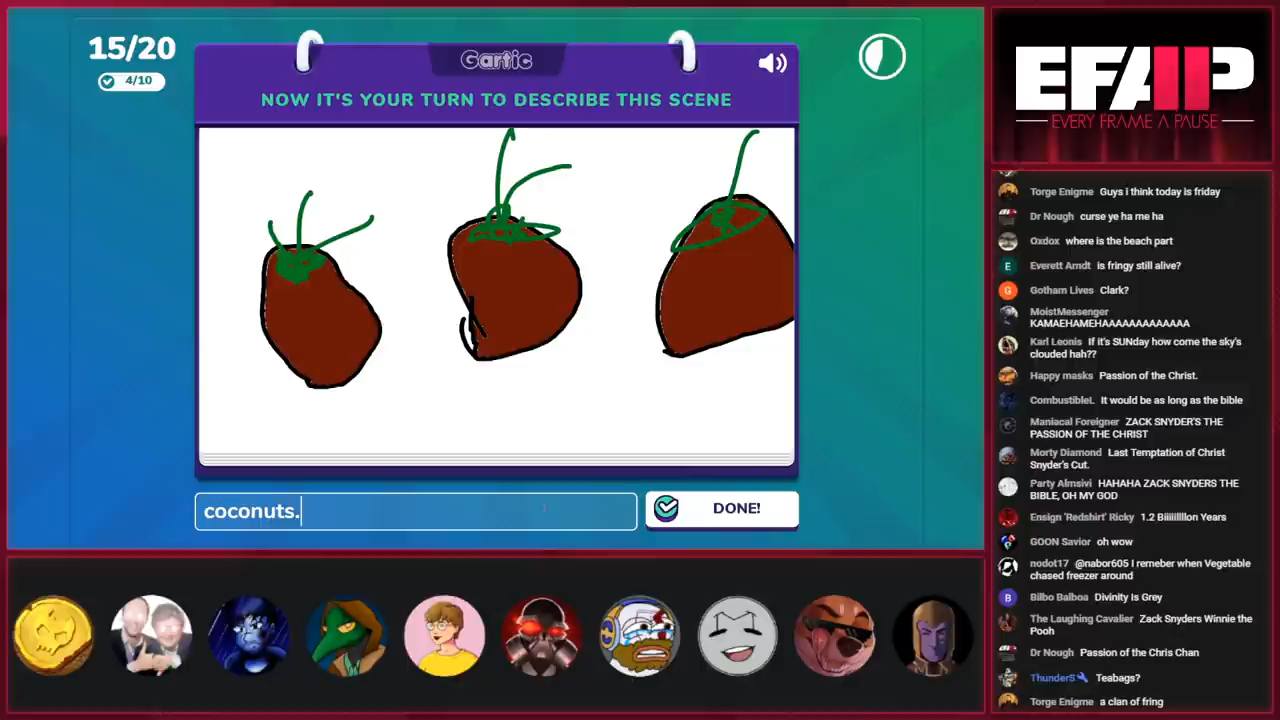 15/20
4/10
Gartic
NOW IT'S YOUR TURN TO DESCRIBE THIS SCENE
coconuts.
DONE!
EFAP
EVERY FRAME A PAUSE
Torge Enigme Guys i think today is friday
Dr Nough curse ye ha me ha
Oxdox where is the beach part
E Everett Arndt is fringy still alive?
G Gotham Lives Clark?
MoistMessenger
KAMAEHAMEHAAAAAAAAAAAAA
Karl Leonis If it's SUNday how come the sky's
clouded hah??
Happy masks Passion of the Christ.
CombustibleL It would be as long as the bible
Maniacal Foreigner ZACK SNYDER'S THE
PASSION OF THE CHRIST
Morty Diamond Last Temptation of Christ
Snyder's Cut.
Party Almsivi HAHAHA ZACK SNYDERS THE
BIBLE, OH MY GOD
Ensign 'Redshirt' Ricky 1.2 Biiiiillllon Years
GOON Savior oh wow
nodot17 @nabor605 I remeber when Vegetable
chased freezer around
B Bilbo Balboa Divinity is Grey
The Laughing Cavalier Zack Snyders Winnie the
Pooh
Dr Nough Passion of the Chris Chan
ThunderS Teabags?
Torge Enigme a clan of fring